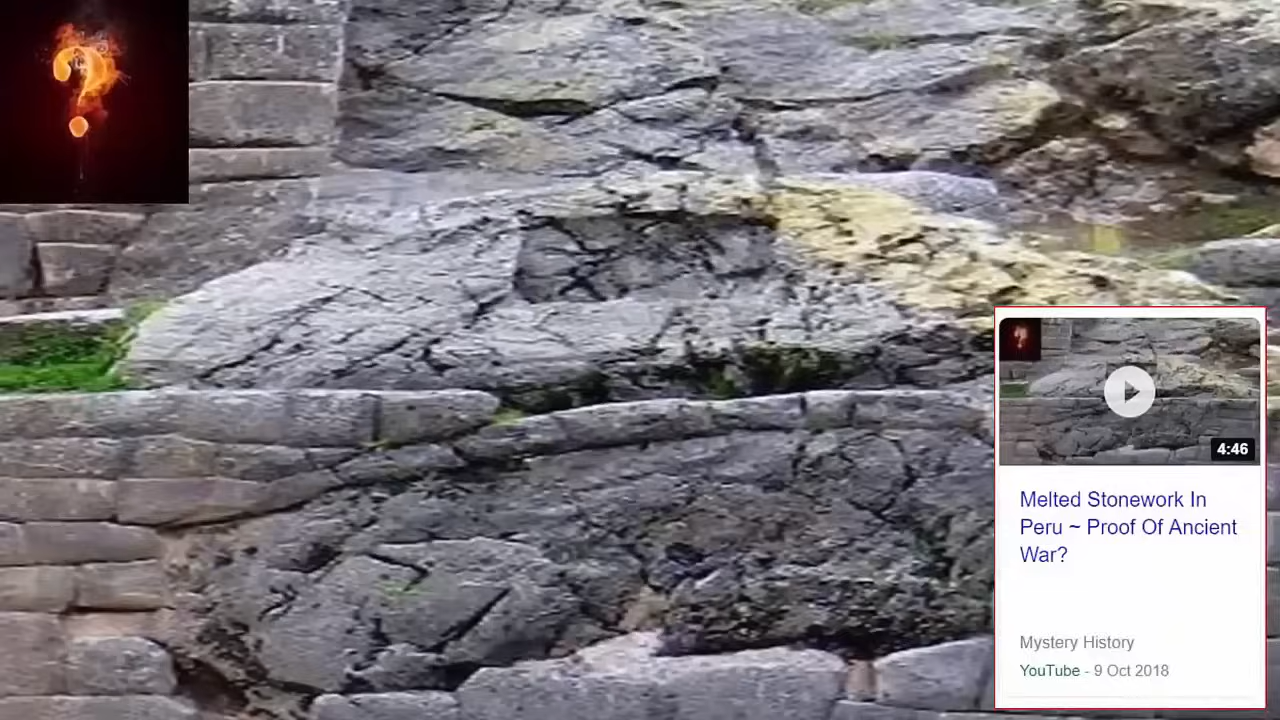 4:46
Melted Stonework In
Peru ~ Proof Of Ancient
War?
Mystery History
YouTube - 9 Oct 2018